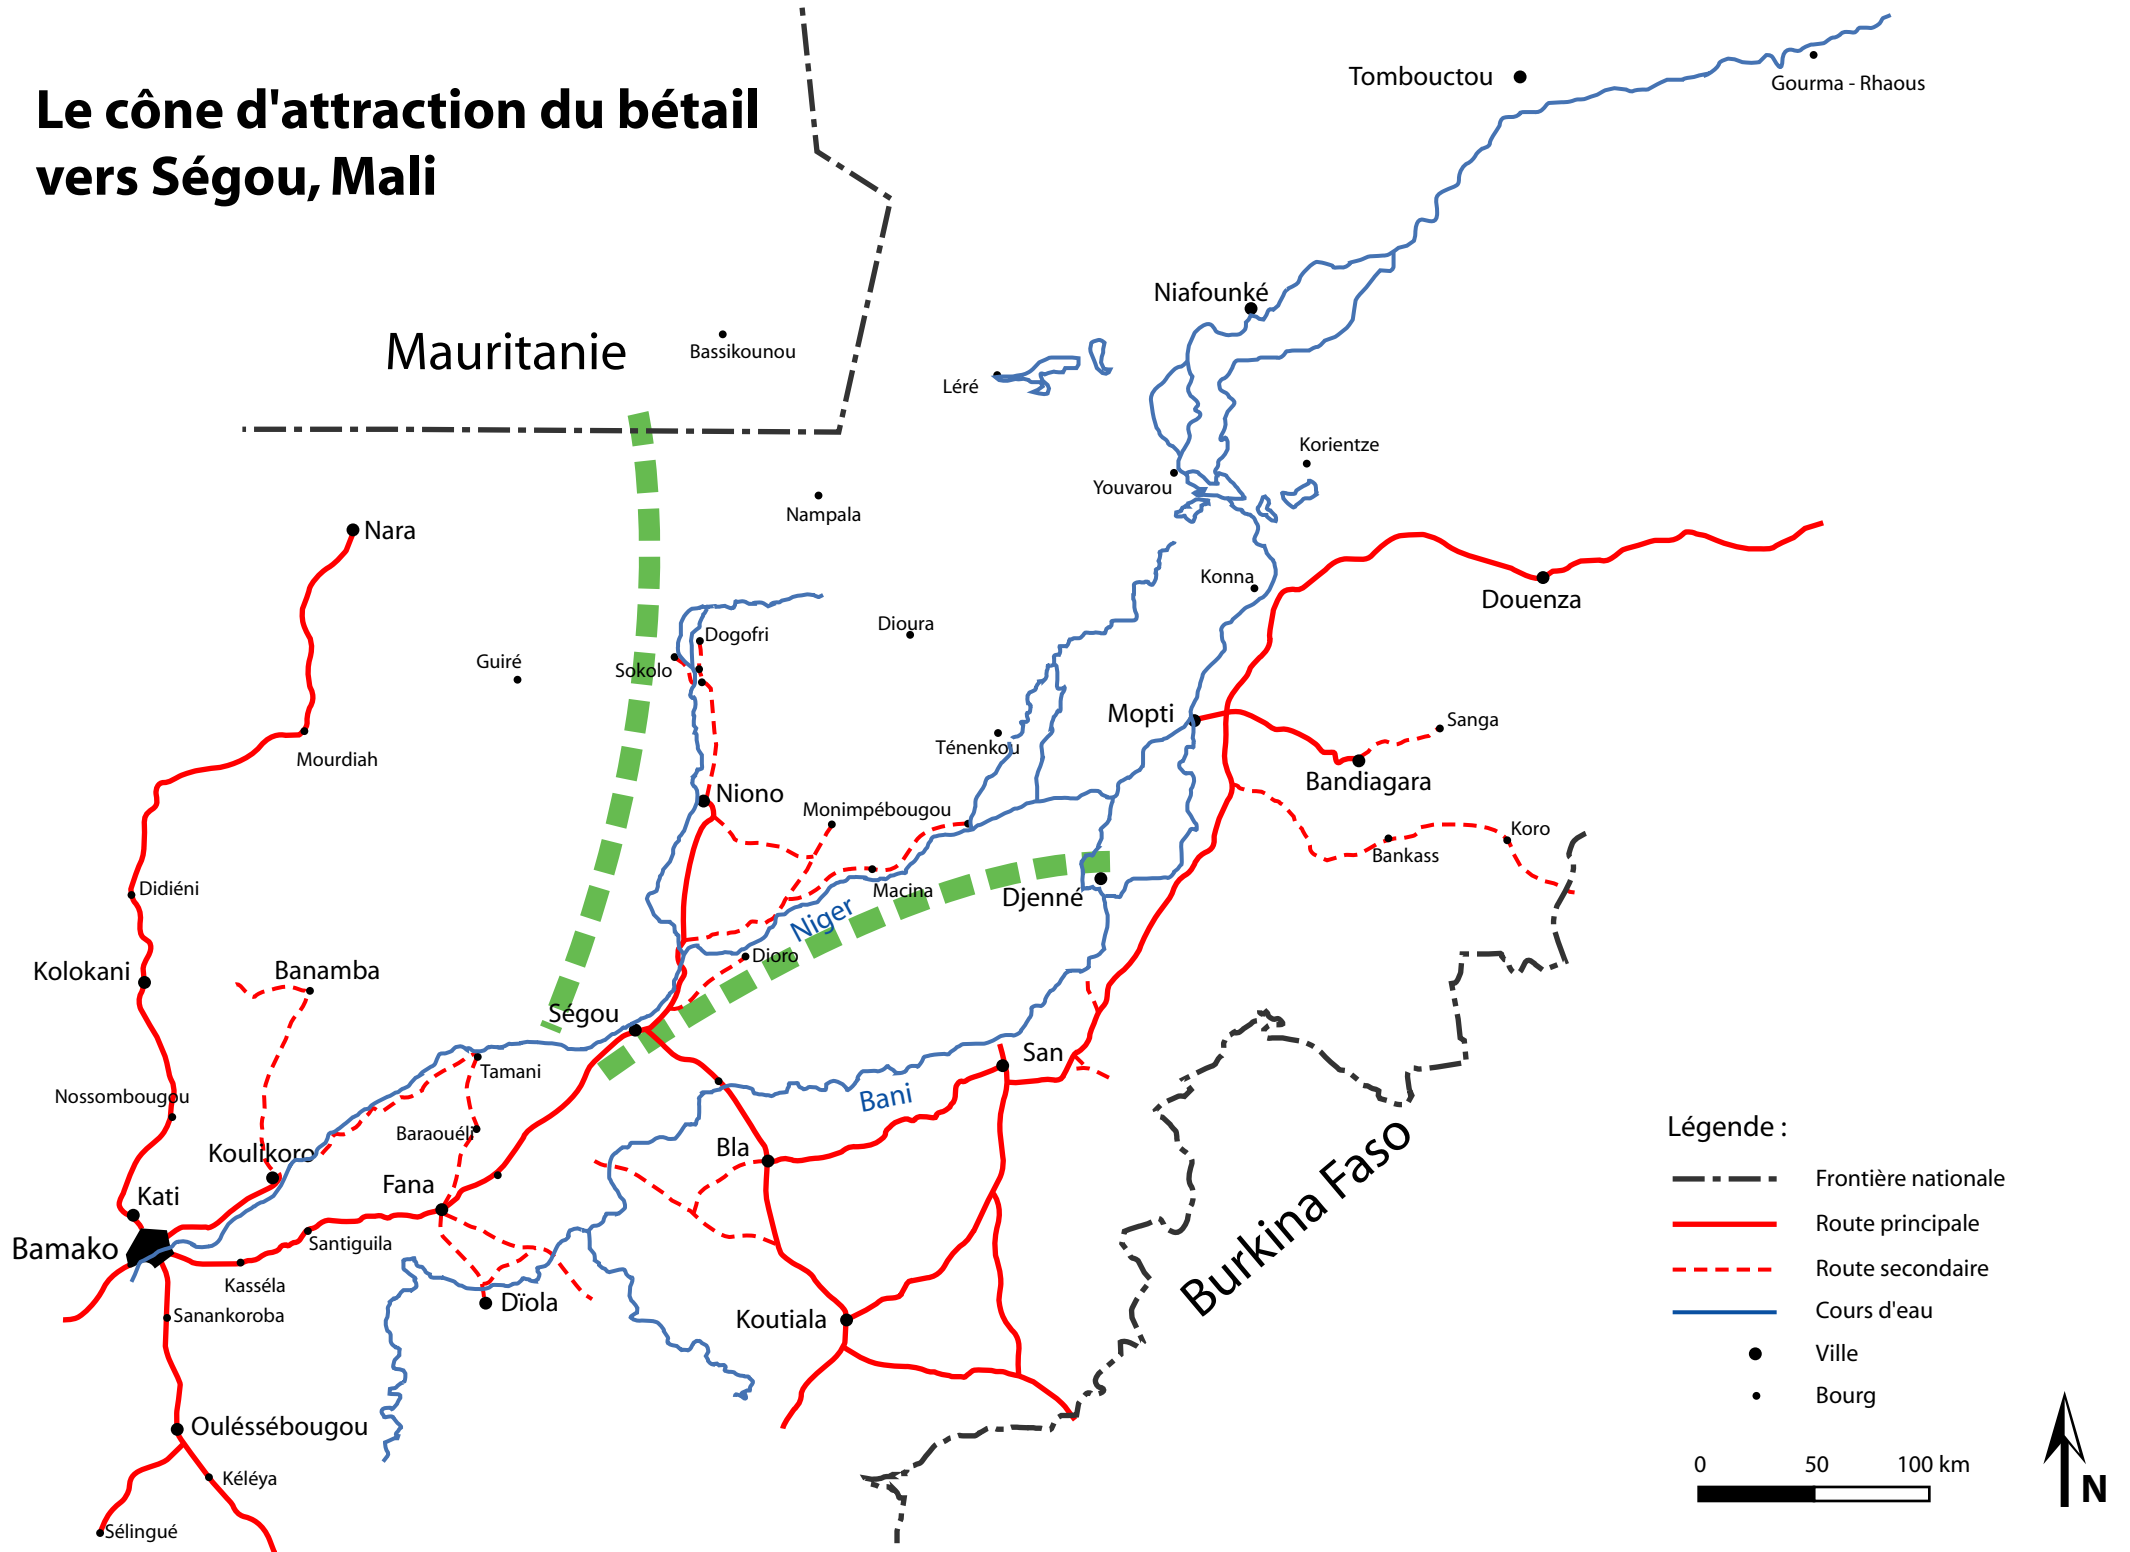 Le cône d'attraction du bétail
vers Ségou, Mali
Tombouctou
Gourma - Rhaous
Niafounké
Mauritanie
Bassikounou
Léré
Korientze
Youvarou
Nampala
Nara
Konna
Douenza
Dioura
Dogofri
Guiré
Sokolo
Mopti
Sanga
Ténenkou
Mourdiah
Bandiagara
Niono
Monimpébougou
Koro
Bankass
Didiéni
Macina
Djenné
Niger
Dioro
Kolokani
Banamba
Ségou
San
Tamani
Nossombougou
Bani
Baraouéli
Bla
Koulikoro
Fana
Kati
Burkina Faso
Santiguila
Bamako
Kasséla
Dïola
Sanankoroba
Koutiala
Ouléssébougou
Kéléya
Sélingué
Légende :
Frontière nationale
Route principale
Route secondaire
Cours d'eau
Ville
Bourg
0 50 100 km
N